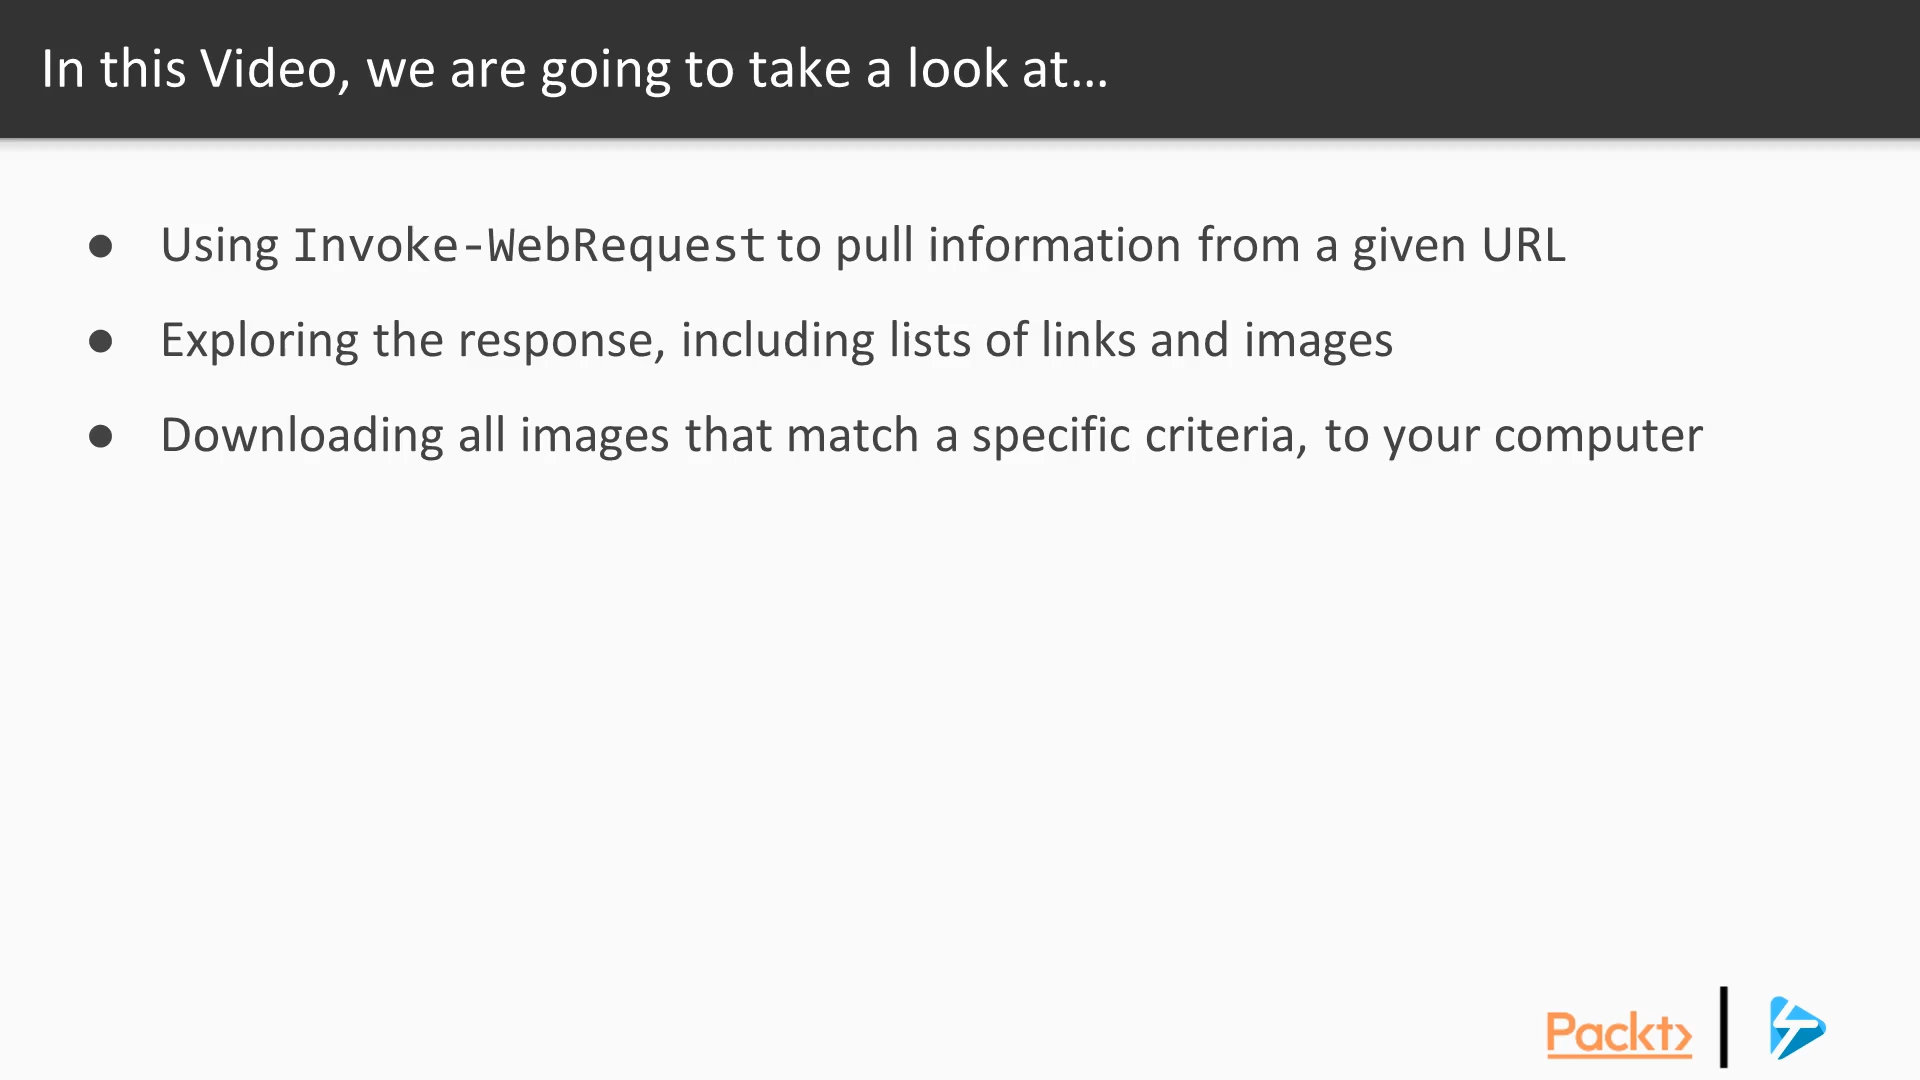 In this Video, we are going to take a look at…
● Using Invoke-WebRequest to pull information from a given URL
● Exploring the response, including lists of links and images
● Downloading all images that match a specific criteria, to your computer
Packt>